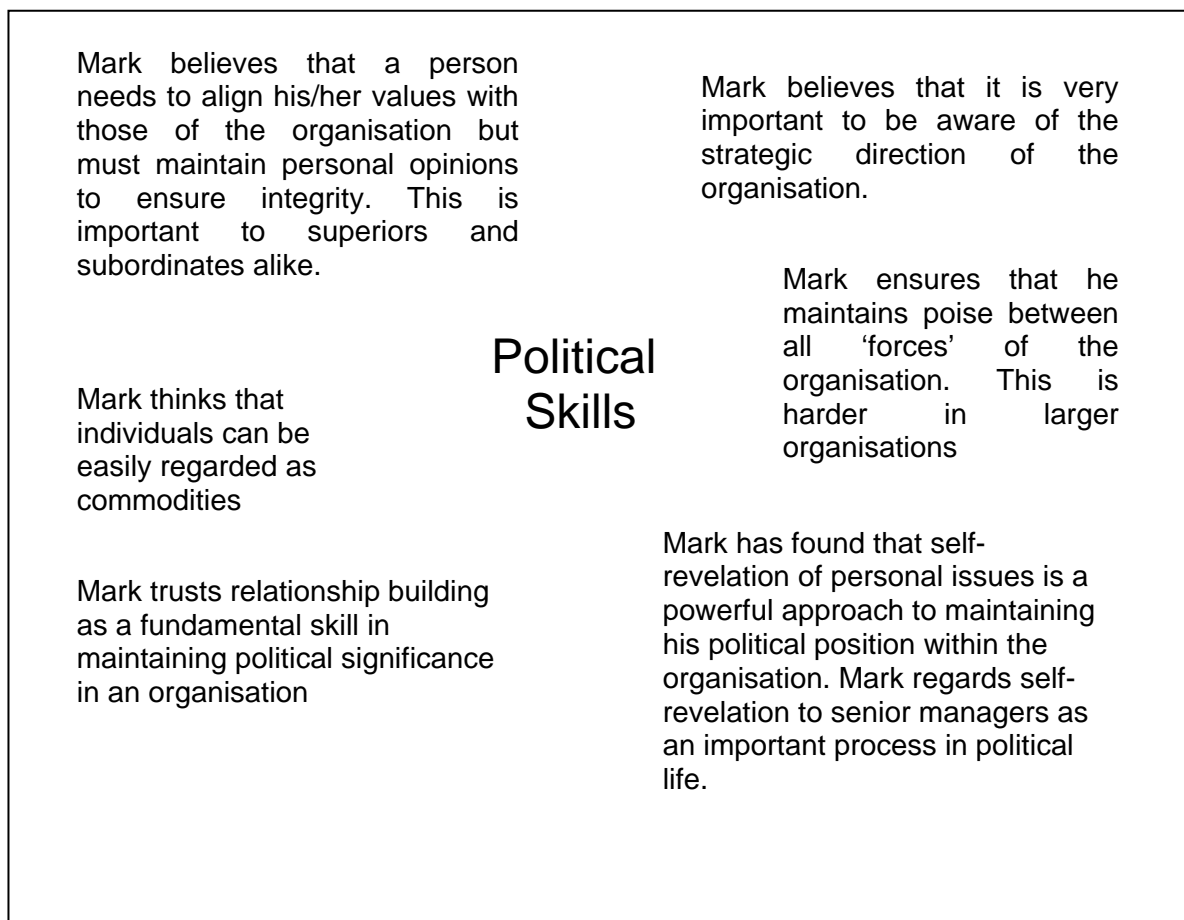 Mark believes that a person
needs to align his/her values with
those of the organisation but
must maintain personal opinions
to ensure integrity. This is
important to superiors and
subordinates alike.
Mark believes that it is very
important to be aware of the
strategic direction of the
organisation.
Mark ensures that he
maintains poise between
all ‘forces’ of the
organisation. This is
harder in larger
organisations
Political
Skills
Mark thinks that
individuals can be
easily regarded as
commodities
Mark trusts relationship building
as a fundamental skill in
maintaining political significance
in an organisation
Mark has found that self-
revelation of personal issues is a
powerful approach to maintaining
his political position within the
organisation. Mark regards self-
revelation to senior managers as
an important process in political
life.